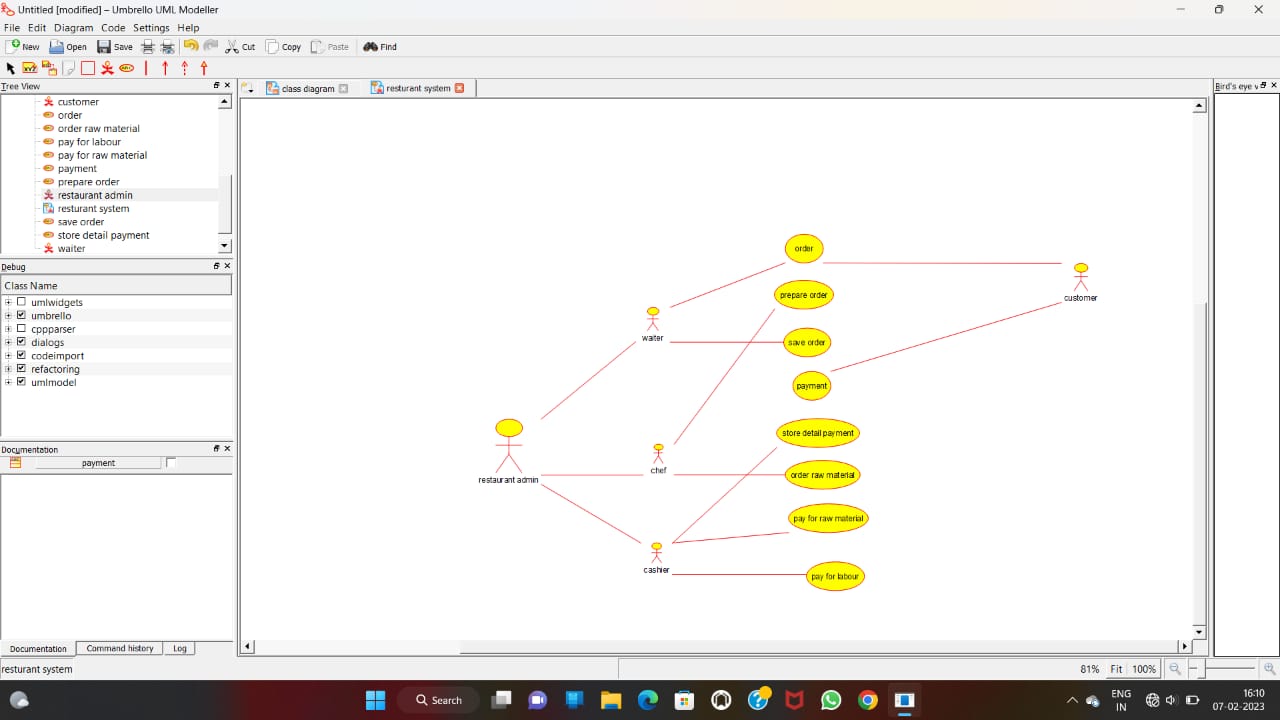 Untitled [modified] – Umbrello UML Modeller
File Edit Diagram Code Settings Help
New Open Save Cut Copy Paste Find
Tree View
customer
order
order raw material
pay for labour
pay for raw material
payment
prepare order
restaurant admin
resturant system
save order
store detail payment
waiter
Debug
Class Name
umlwidgets
umbrello
cppparser
dialogs
codeimport
refactoring
umlmodel
Documentation
payment
Documentation Command history Log
resturant system
class diagram resturant system
order
prepare order
customer
waiter
save order
payment
store detail payment
chef
order raw material
restaurant admin
pay for raw material
cashier
pay for labour
Bird's eye v
81% Fit 100%
Search
ENG
IN
16:10
07-02-2023